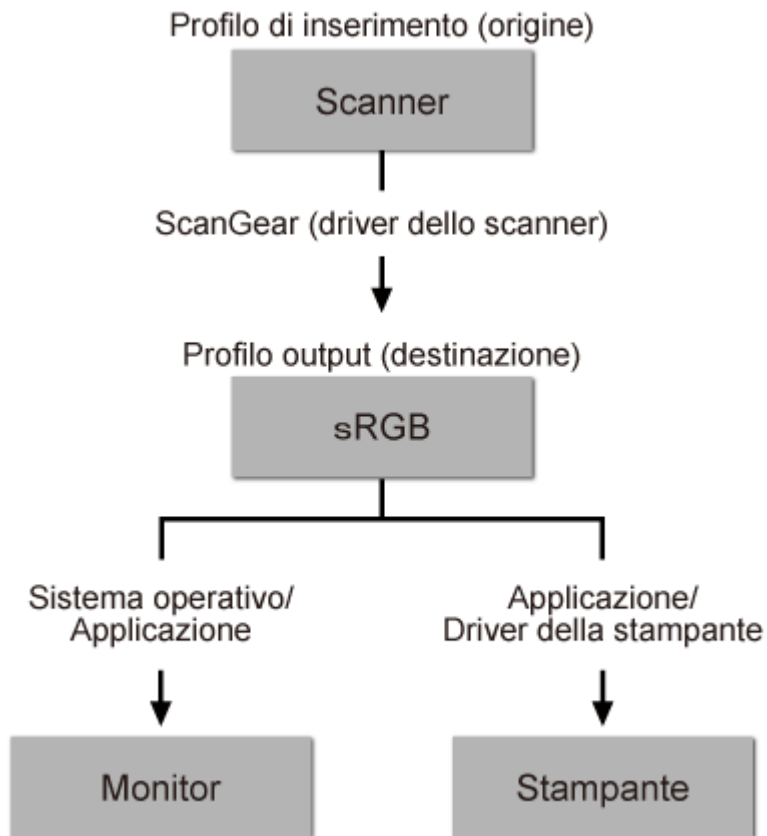 Profilo di inserimento (origine)
Scanner
ScanGear (driver dello scanner)
Profilo output (destinazione)
sRGB
Sistema operativo/
Applicazione
Applicazione/
Driver della stampante
Monitor
Stampante